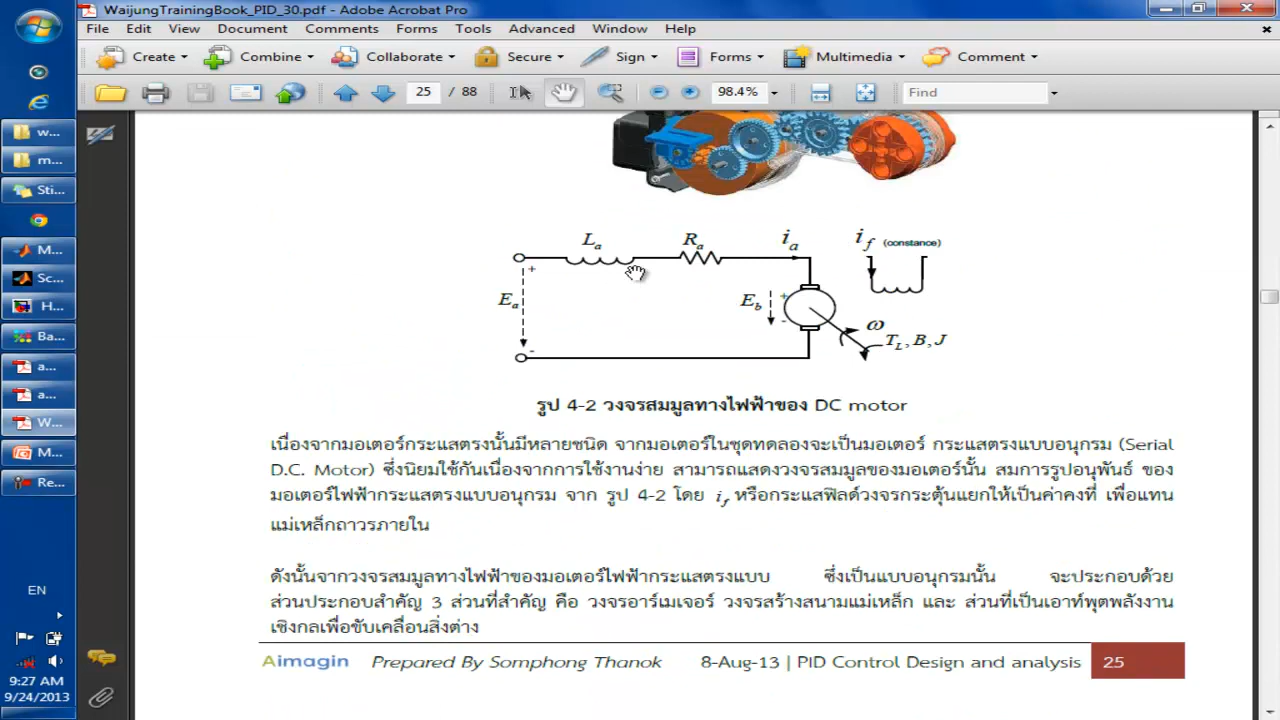 WaijungTrainingBook_PID_30.pdf - Adobe Acrobat Pro
File Edit View Document Comments Forms Tools Advanced Window Help
Create Combine Collaborate Secure Sign Forms Multimedia Comment
25 / 88 98.4% Find
w...
m...
Sti...
M...
Sc...
H...
Ba...
a...
a...
W...
M...
Re...
EN
9:27 AM
9/24/2013
La Ra ia if (constance)
+
Ea Eb + ω
- TL, B, J
-
รูป 4-2 วงจรสมมูลทางไฟฟ้าของ DC motor
เนื่องจากมอเตอร์กระแสตรงนั้นมีหลายชนิด จากมอเตอร์ในชุดทดลองจะเป็นมอเตอร์ กระแสตรงแบบอนุกรม (Serial
D.C. Motor) ซึ่งนิยมใช้กันเนื่องจากการใช้งานง่าย สามารถแสดงวงจรสมมูลของมอเตอร์นั้น สมการรูปอนุพันธ์ ของ
มอเตอร์ไฟฟ้ากระแสตรงแบบอนุกรม จาก รูป 4-2 โดย if หรือกระแสฟิลด์วงจรกระตุ้นแยกให้เป็นค่าคงที่ เพื่อแทน
แม่เหล็กถาวรภายใน
ดังนั้นจากวงจรสมมูลทางไฟฟ้าของมอเตอร์ไฟฟ้ากระแสตรงแบบ ซึ่งเป็นแบบอนุกรมนั้น จะประกอบด้วย
ส่วนประกอบสำคัญ 3 ส่วนที่สำคัญ คือ วงจรอาร์เมเจอร์ วงจรสร้างสนามแม่เหล็ก และ ส่วนที่เป็นเอาท์พุตพลังงาน
เชิงกลเพื่อขับเคลื่อนสิ่งต่าง
Aimagin Prepared By Somphong Thanok 8-Aug-13 | PID Control Design and analysis 25